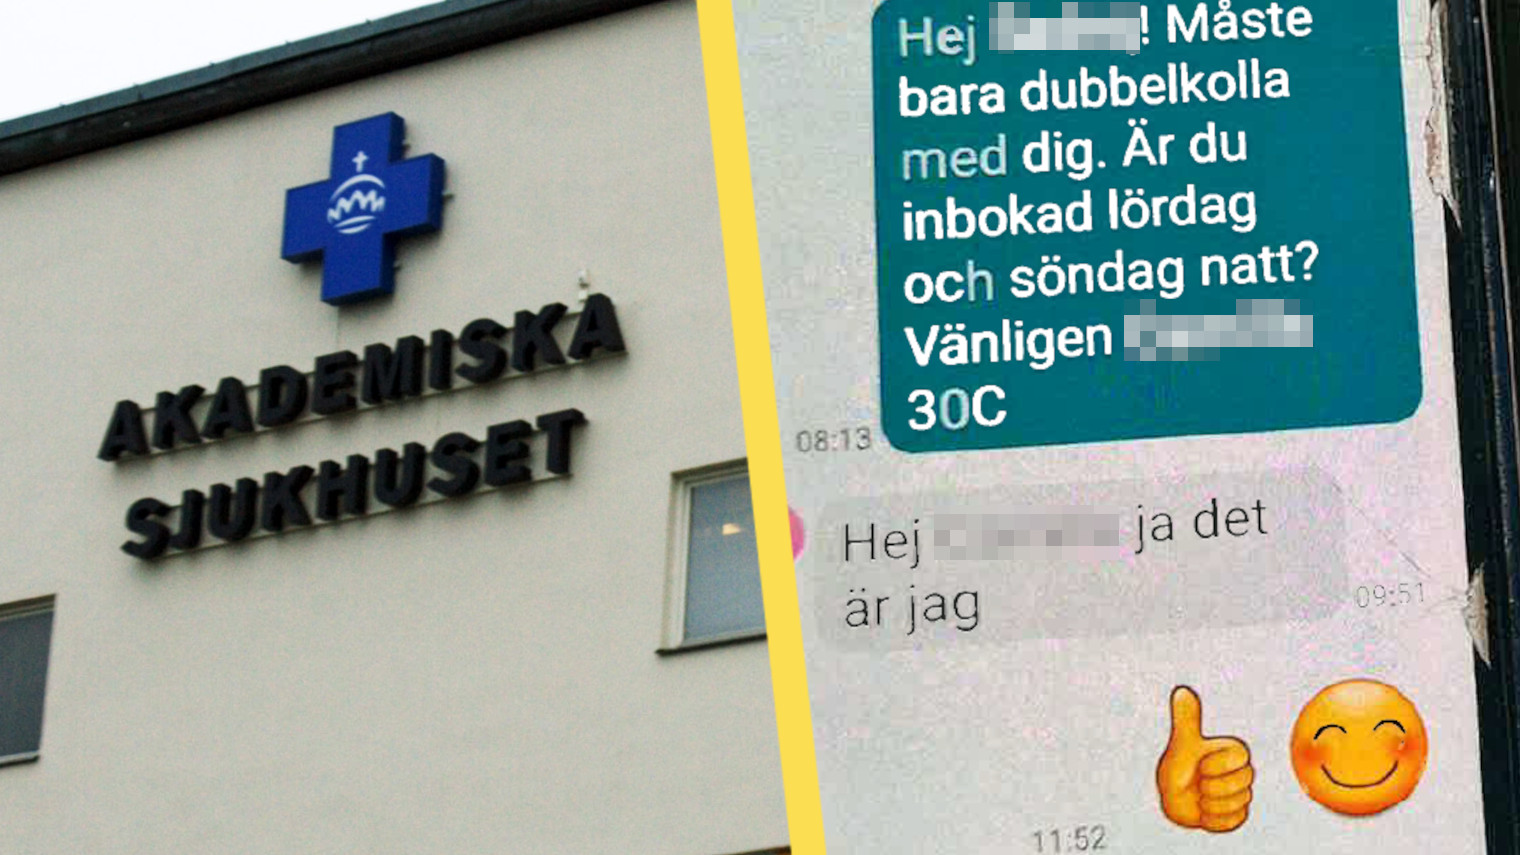 AKADEMISKA
SJUKHUSET
Hej ! Måste
bara dubbelkolla
med dig. Är du
inbokad lördag
och söndag natt?
Vänligen
30C
08:13
Hej ja det
är jag
09:51
11:52